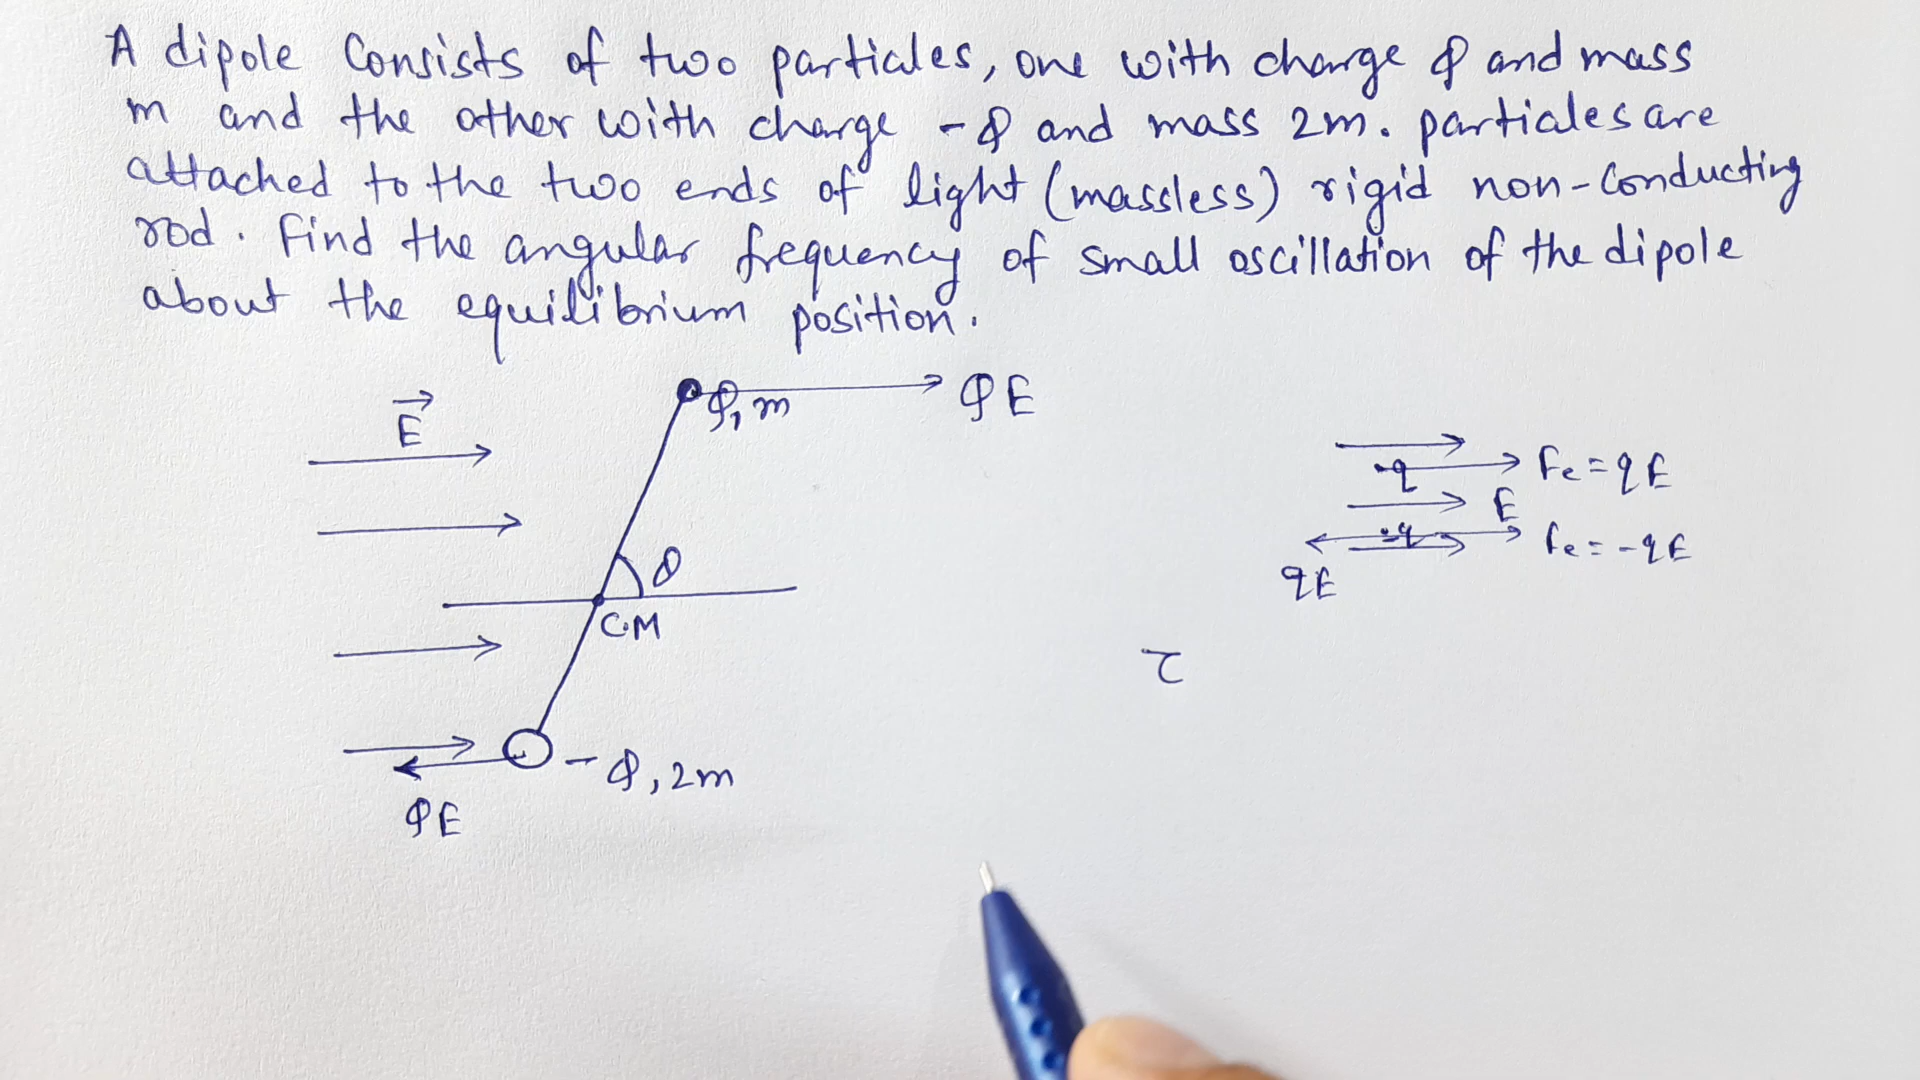 A dipole Consists of two particles, one with charge Q and mass
m and the other with charge -Q and mass 2m. particles are
attached to the two ends of light (massless) rigid non-Conducting
rod. Find the angular frequency of small oscillation of the dipole
about the equilibrium position.
Q, m
QE
E
q
Fe = qE
E
-q
Fe = -qE
qE
θ
C.M
τ
-Q, 2m
QE